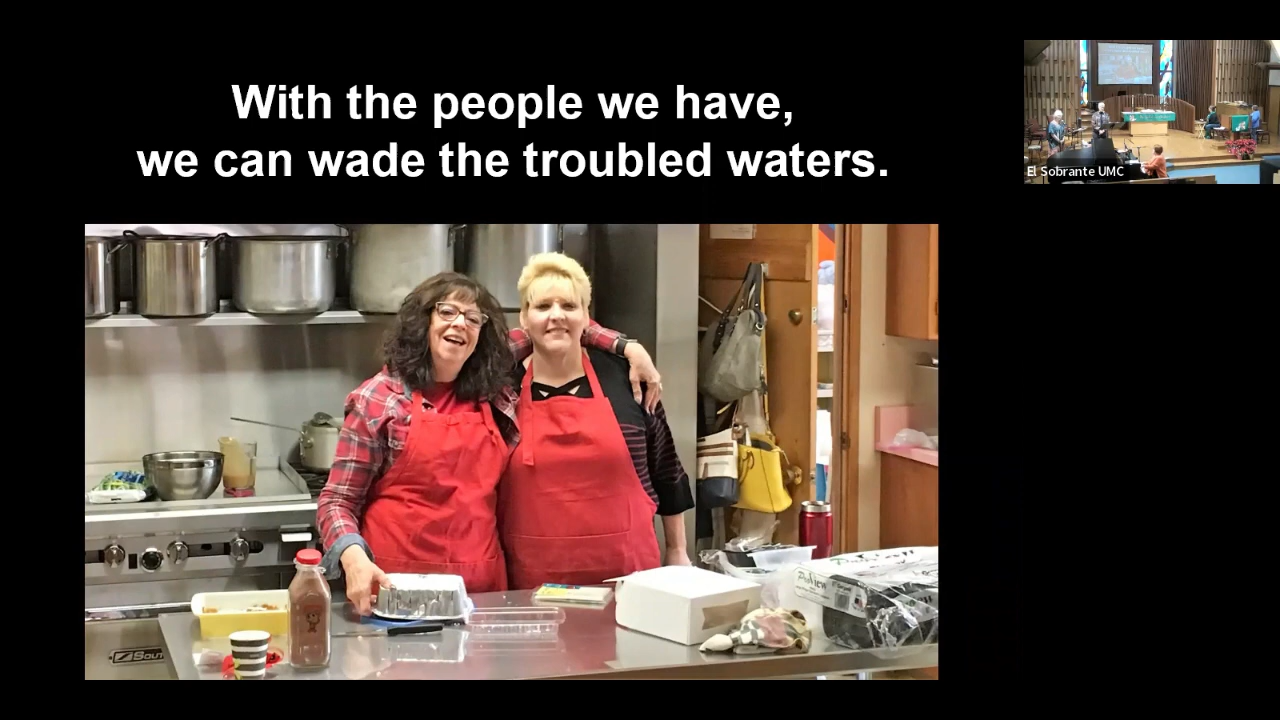 With the people we have,
we can wade the troubled waters.
El Sobrante UMC